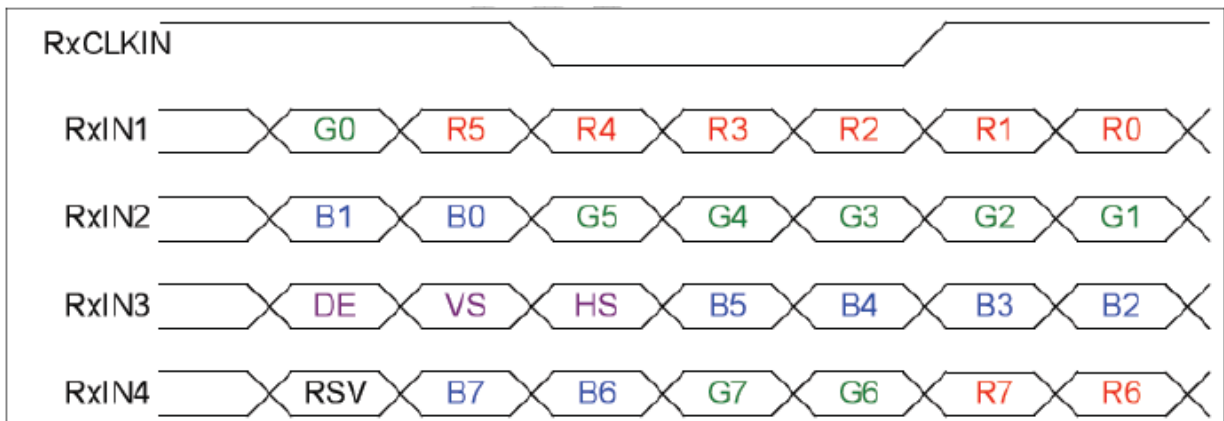 RxCLKIN
RxIN1 G0 R5 R4 R3 R2 R1 R0
RxIN2 B1 B0 G5 G4 G3 G2 G1
RxIN3 DE VS HS B5 B4 B3 B2
RxIN4 RSV B7 B6 G7 G6 R7 R6